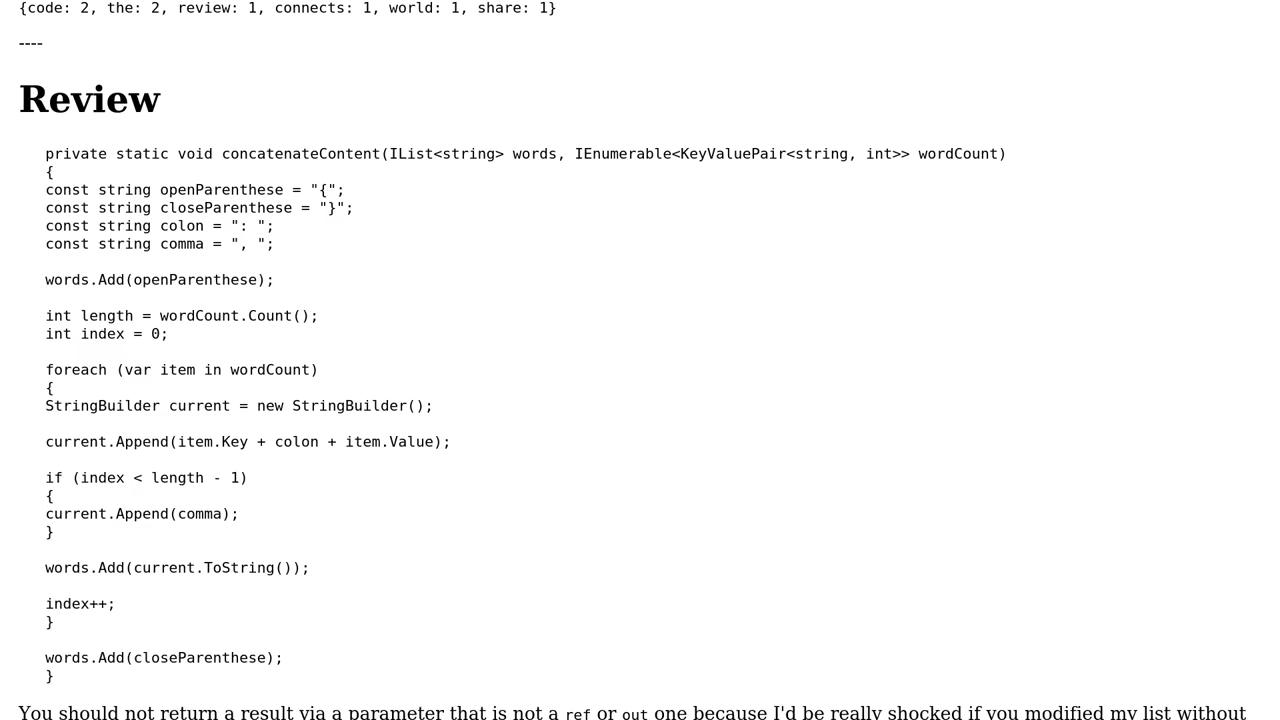 {code: 2, the: 2, review: 1, connects: 1, world: 1, share: 1}
----
Review
private static void concatenateContent(IList<string> words, IEnumerable<KeyValuePair<string, int>> wordCount)
{
const string openParenthese = "{";
const string closeParenthese = "}";
const string colon = ": ";
const string comma = ", ";
words.Add(openParenthese);
int length = wordCount.Count();
int index = 0;
foreach (var item in wordCount)
{
StringBuilder current = new StringBuilder();
current.Append(item.Key + colon + item.Value);
if (index < length - 1)
{
current.Append(comma);
}
words.Add(current.ToString());
index++;
}
words.Add(closeParenthese);
}
You should not return a result via a parameter that is not a ref or out one because I'd be really shocked if you modified my list without